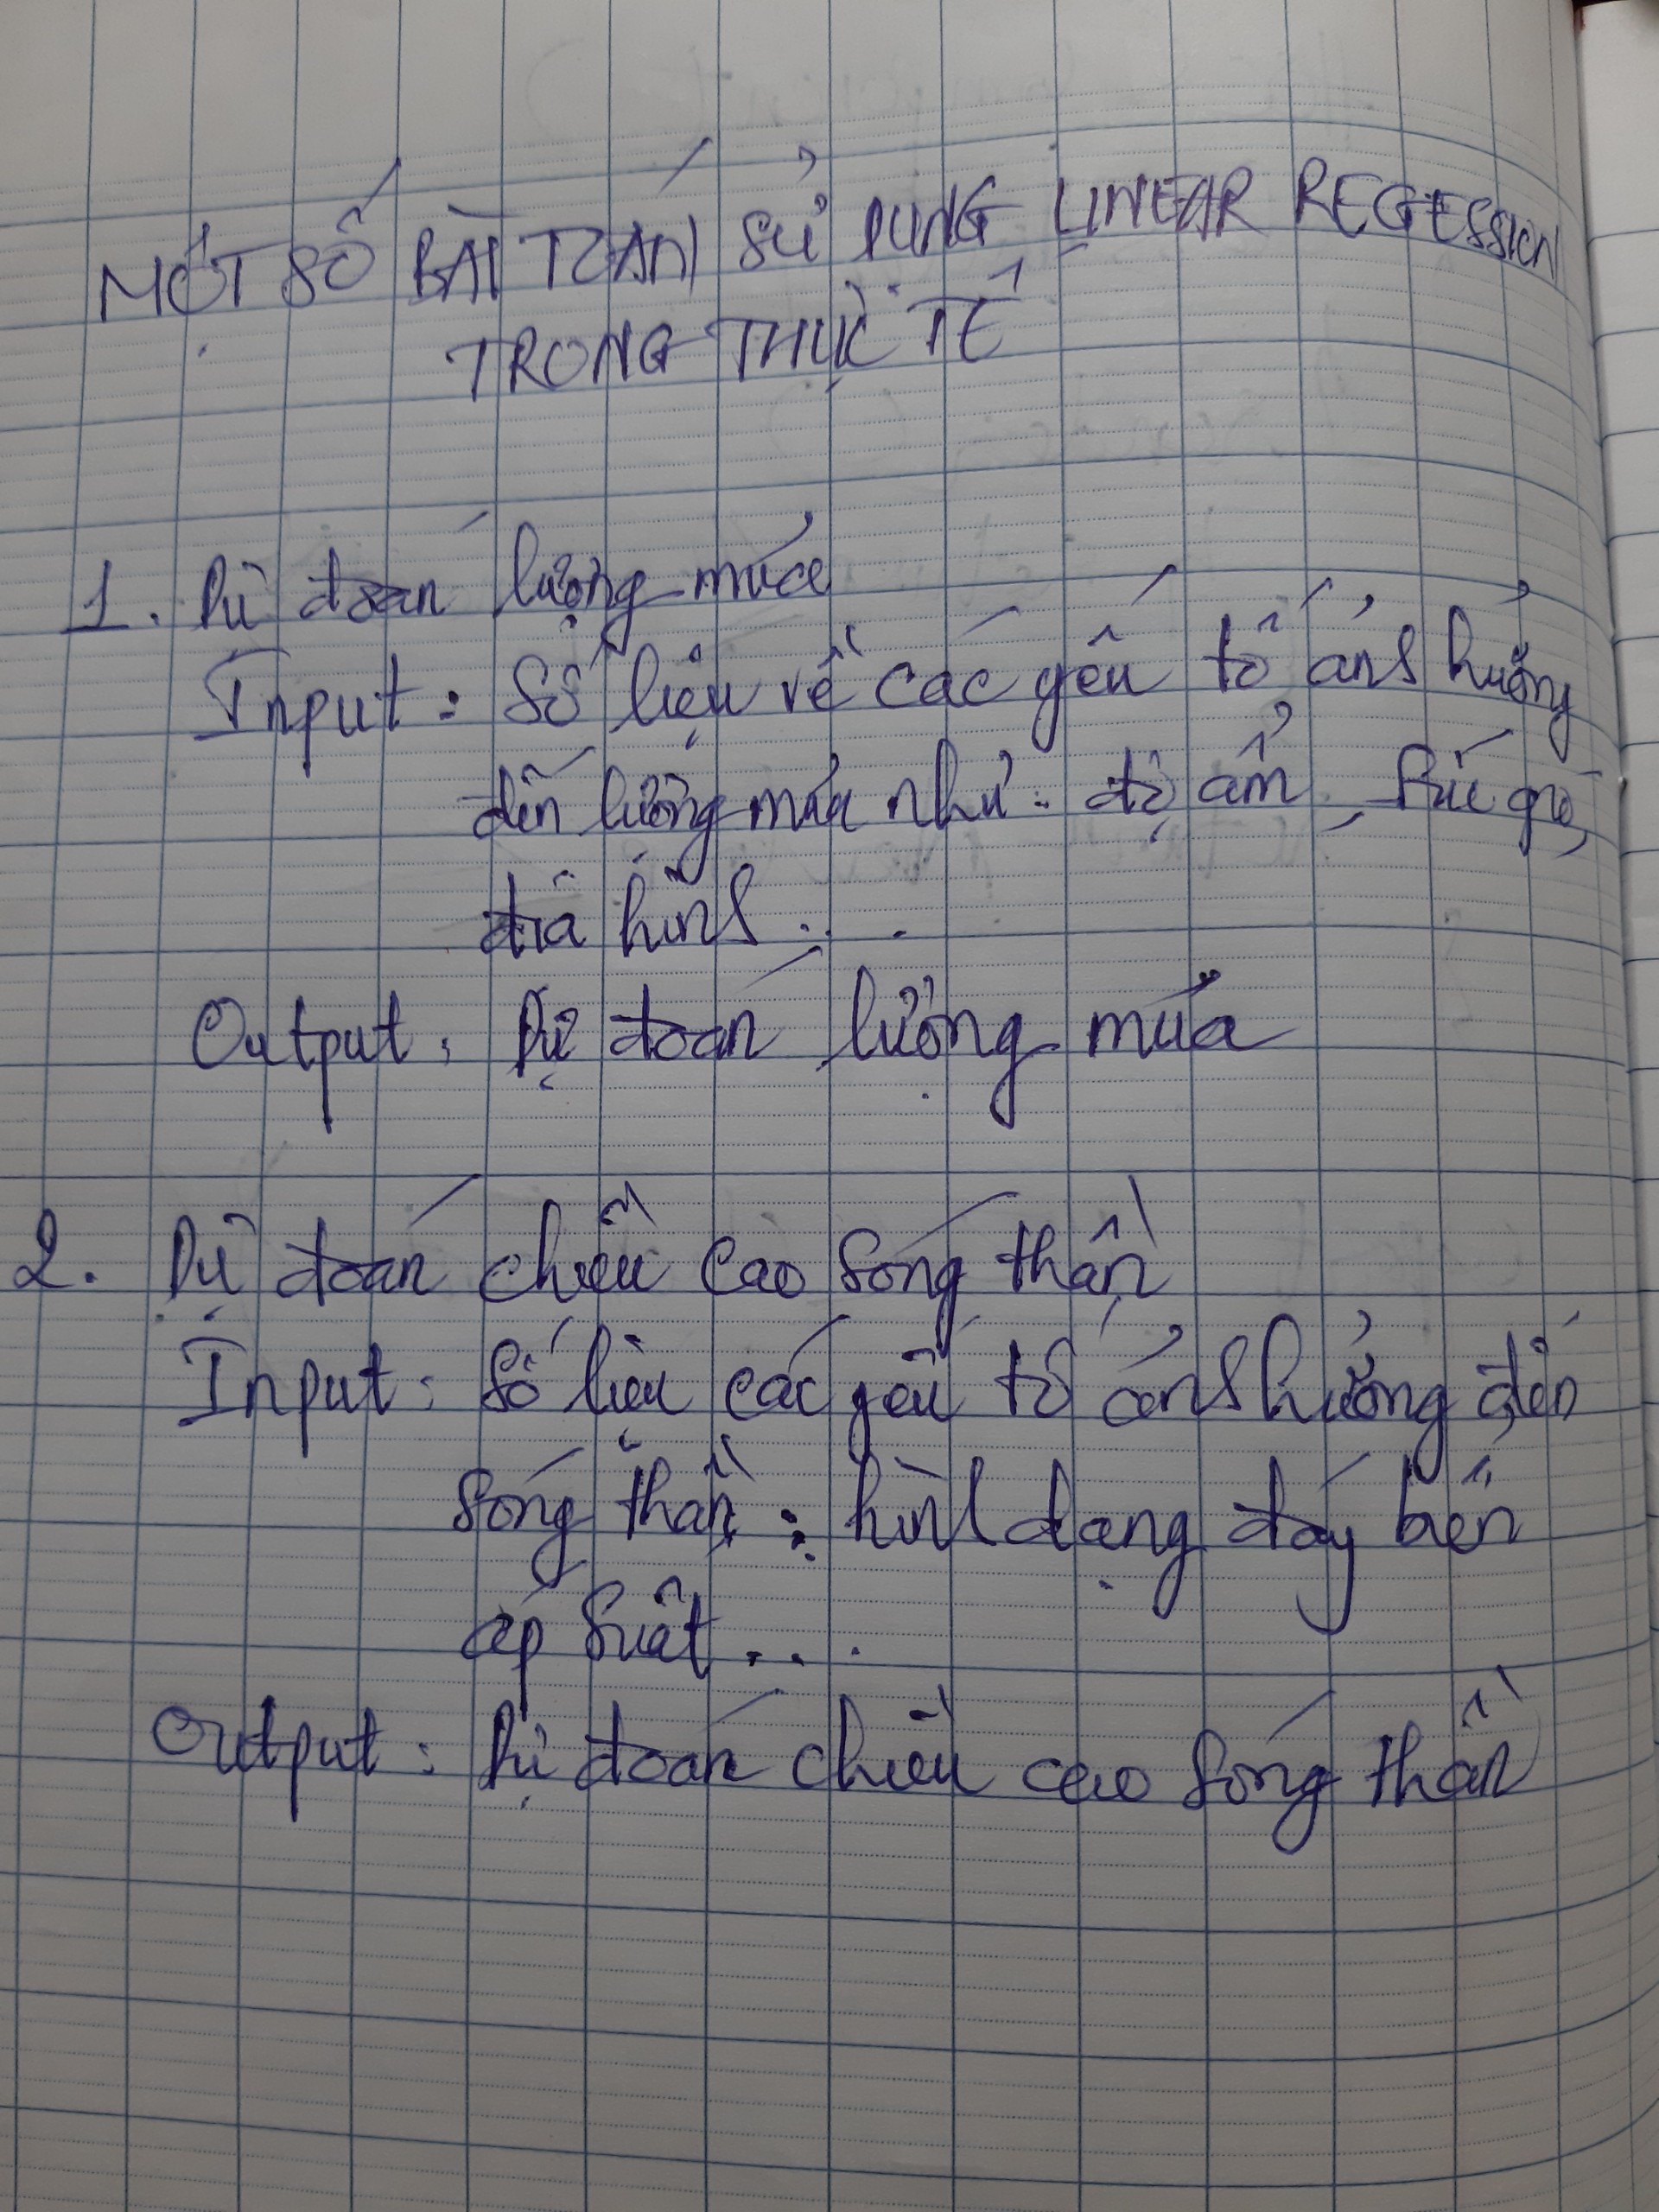 MỘT SỐ BÀI TOÁN SỬ DỤNG LINEAR REGESSION
TRONG THỰC TẾ
1. Dự đoán lượng mưa
Input: Số liệu về các yếu tố ảnh hưởng
đến lượng mưa như: độ ẩm, sức gió,
địa hình...
Output: Dự đoán lượng mưa
2. Dự đoán chiều cao sóng thần
Input: Số liệu các yếu tố ảnh hưởng đến
sóng thần: hình dạng đáy biển
áp suất...
Output: Dự đoán chiều cao sóng thần